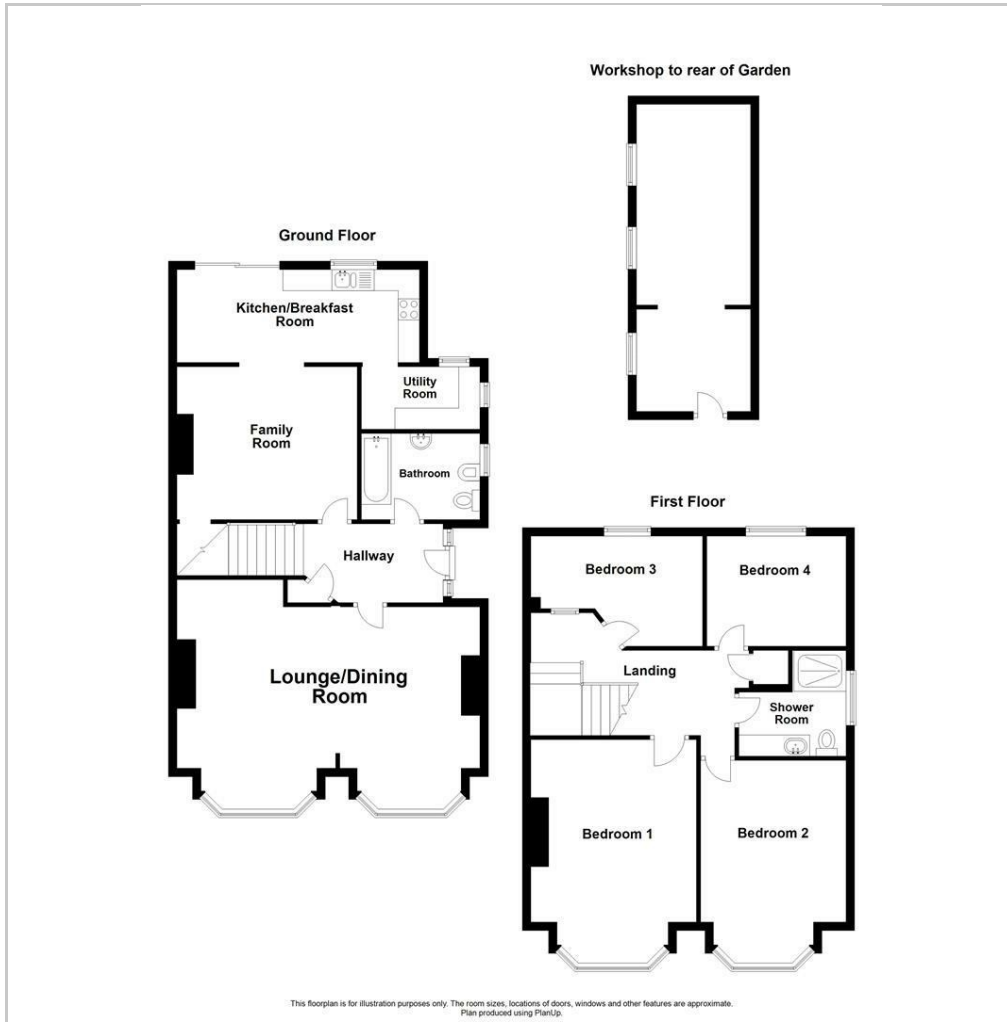 Workshop to rear of Garden
Ground Floor
Kitchen/Breakfast
Room
Utility
Room
Family
Room
Bathroom
Hallway
Lounge/Dining
Room
First Floor
Bedroom 3
Bedroom 4
Landing
Shower
Room
Bedroom 1
Bedroom 2
This floorplan is for illustration purposes only. The room sizes, locations of doors, windows and other features are approximate.
Plan produced using PlanUp.